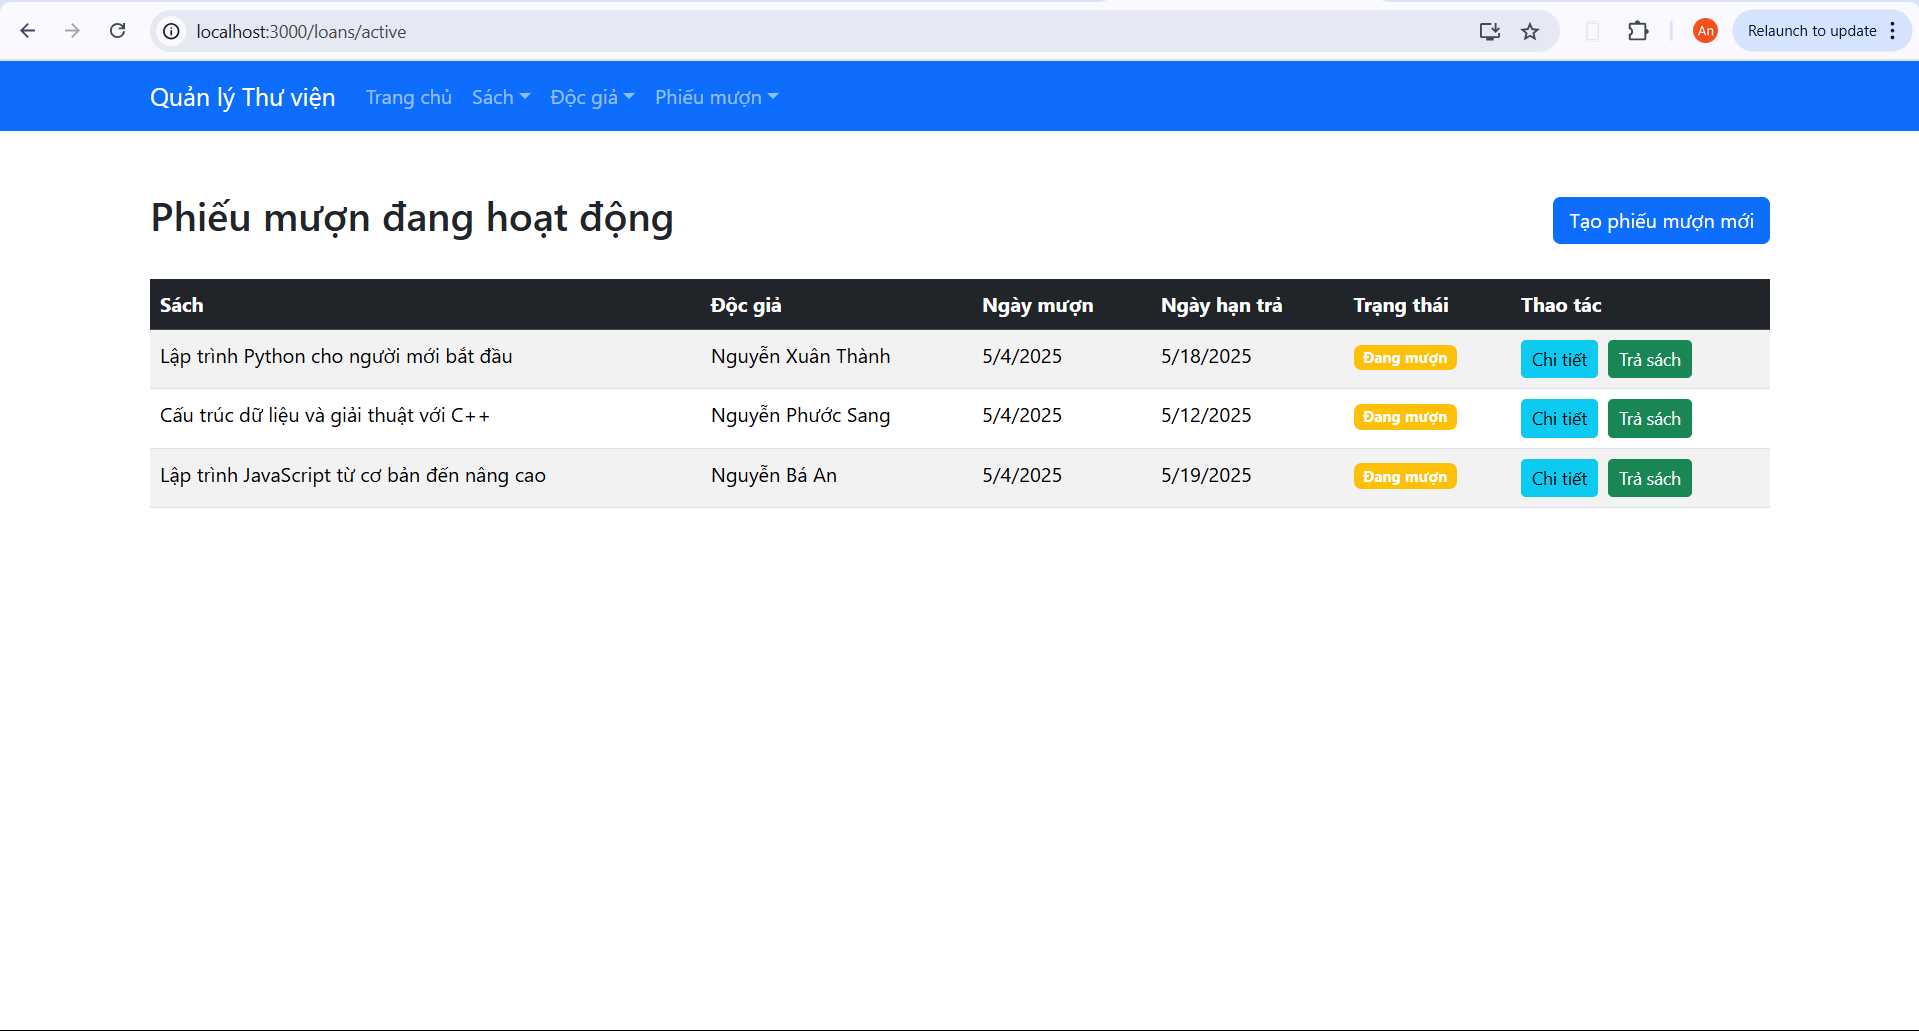 localhost:3000/loans/active
An
Relaunch to update
Quản lý Thư viện Trang chủ Sách Độc giả Phiếu mượn
Phiếu mượn đang hoạt động
Tạo phiếu mượn mới
Sách Độc giả Ngày mượn Ngày hạn trả Trạng thái Thao tác
Lập trình Python cho người mới bắt đầu Nguyễn Xuân Thành 5/4/2025 5/18/2025 Đang mượn Chi tiết Trả sách
Cấu trúc dữ liệu và giải thuật với C++ Nguyễn Phước Sang 5/4/2025 5/12/2025 Đang mượn Chi tiết Trả sách
Lập trình JavaScript từ cơ bản đến nâng cao Nguyễn Bá An 5/4/2025 5/19/2025 Đang mượn Chi tiết Trả sách